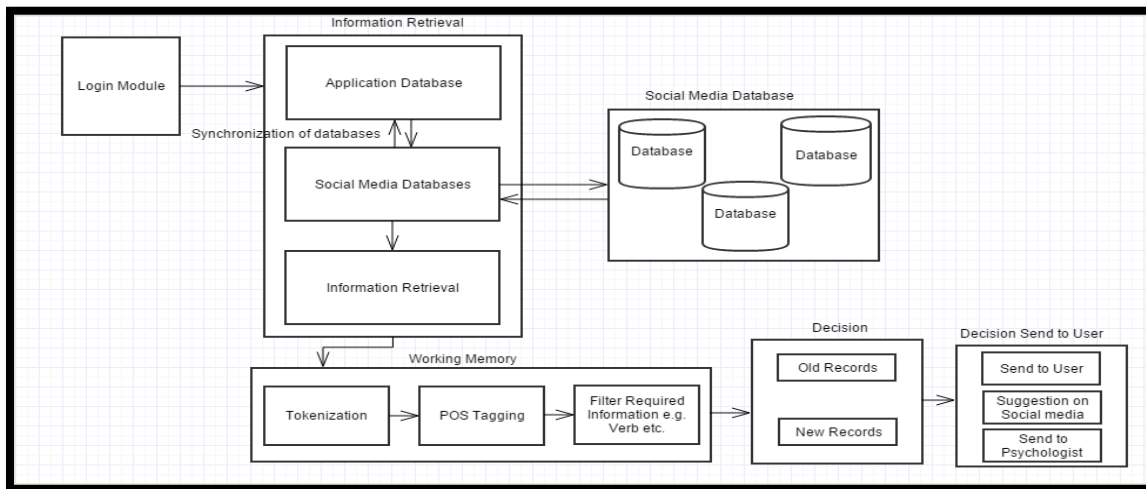 Information Retrieval
Login Module
Application Database
Synchronization of databases
Social Media Databases
Information Retrieval
Social Media Database
Database
Database
Database
Working Memory
Tokenization
POS Tagging
Filter Required
Information e.g.
Verb etc.
Decision
Old Records
New Records
Decision Send to User
Send to User
Suggestion on
Social media
Send to
Psychologist